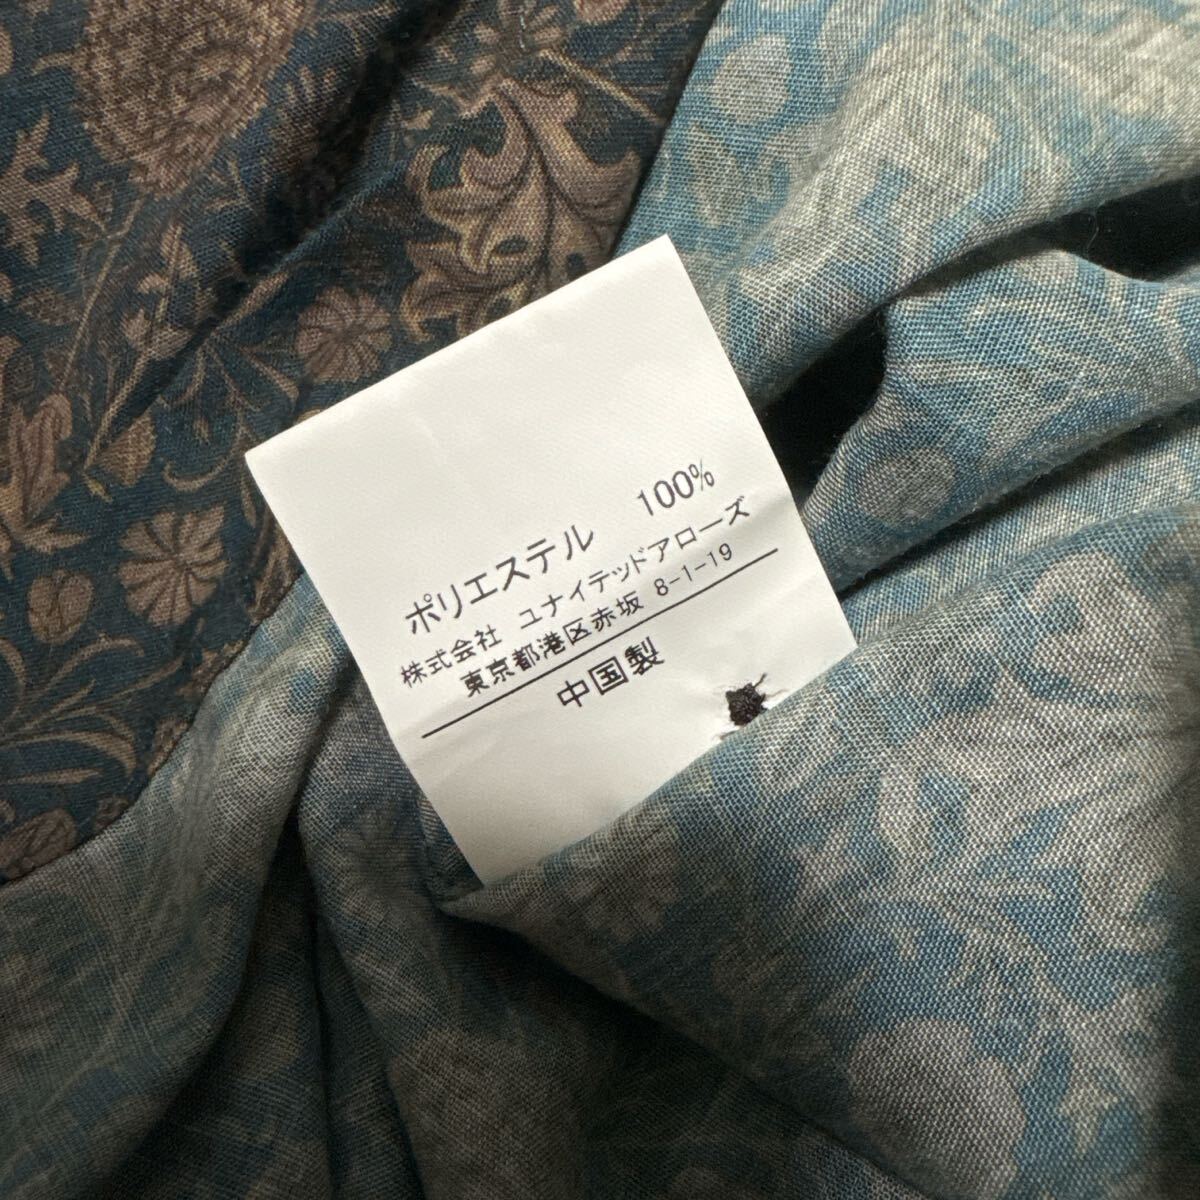 ポリエステル 100%
株式会社 ユナイテッドアローズ
東京都港区赤坂 8-1-19
中国製